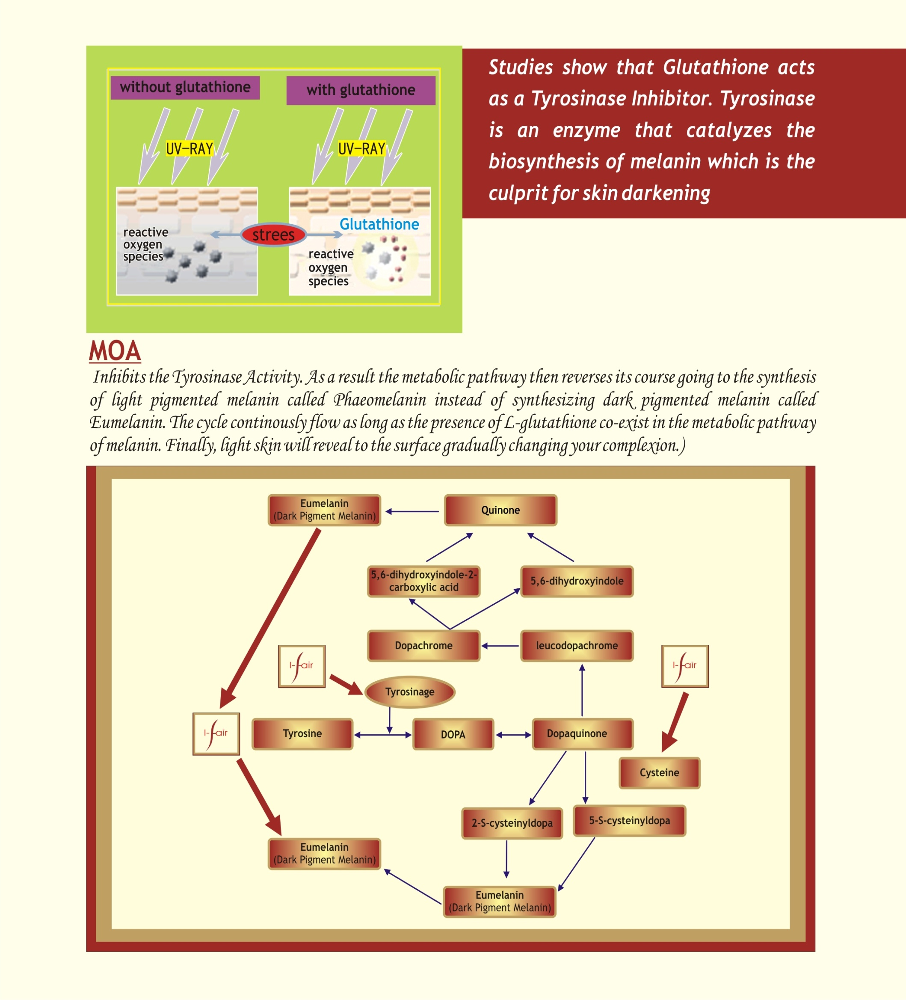 without glutathione
with glutathione
UV-RAY
UV-RAY
reactive
oxygen
species
strees
Glutathione
reactive
oxygen
species
Studies show that Glutathione acts
as a Tyrosinase Inhibitor. Tyrosinase
is an enzyme that catalyzes the
biosynthesis of melanin which is the
culprit for skin darkening
MOA
Inhibits the Tyrosinase Activity. As a result the metabolic pathway then reverses its course going to the synthesis
of light pigmented melanin called Phaeomelanin instead of synthesizing dark pigmented melanin called
Eumelanin. The cycle continously flow as long as the presence of L-glutathione co-exist in the metabolic pathway
of melanin. Finally, light skin will reveal to the surface gradually changing your complexion.)
Eumelanin
(Dark Pigment Melanin)
Quinone
5,6-dihydroxyindole-2-
carboxylic acid
5,6-dihydroxyindole
Dopachrome
leucodopachrome
I-fair
I-fair
Tyrosinage
I-fair
Tyrosine
DOPA
Dopaquinone
Cysteine
2-S-cysteinyldopa
5-S-cysteinyldopa
Eumelanin
(Dark Pigment Melanin)
Eumelanin
(Dark Pigment Melanin)